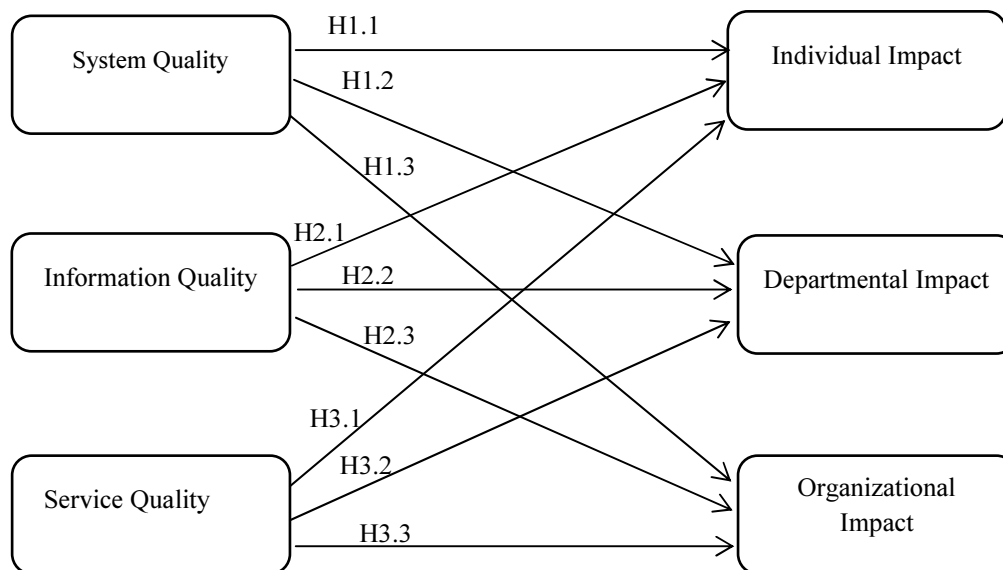 System Quality
H1.1
Individual Impact
H1.2
H1.3
Information Quality
H2.1
H2.2
Departmental Impact
H2.3
Service Quality
H3.1
H3.2
H3.3
Organizational
Impact